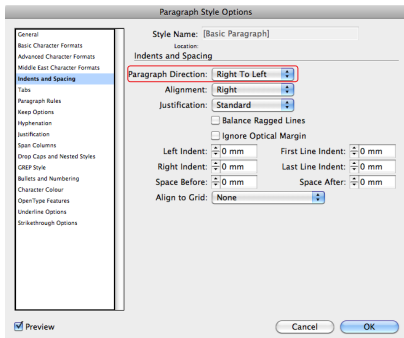 Paragraph Style Options
General
Basic Character Formats
Advanced Character Formats
Middle East Character Formats
Indents and Spacing
Tabs
Paragraph Rules
Keep Options
Hyphenation
Justification
Span Columns
Drop Caps and Nested Styles
GREP Style
Bullets and Numbering
Character Colour
OpenType Features
Underline Options
Strikethrough Options
Style Name: [Basic Paragraph]
Location:
Indents and Spacing
Paragraph Direction: Right To Left
Alignment: Right
Justification: Standard
Balance Ragged Lines
Ignore Optical Margin
Left Indent: 0 mm First Line Indent: 0 mm
Right Indent: 0 mm Last Line Indent: 0 mm
Space Before: 0 mm Space After: 0 mm
Align to Grid: None
Preview Cancel OK